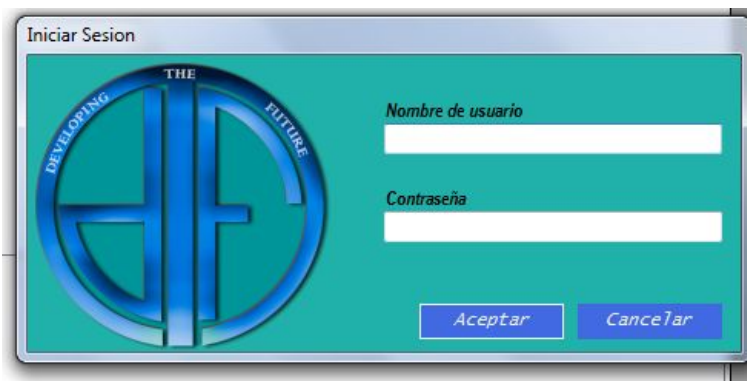 Iniciar Sesion
DEVELOPING THE FUTURE
Nombre de usuario
Contraseña
Aceptar
Cancelar